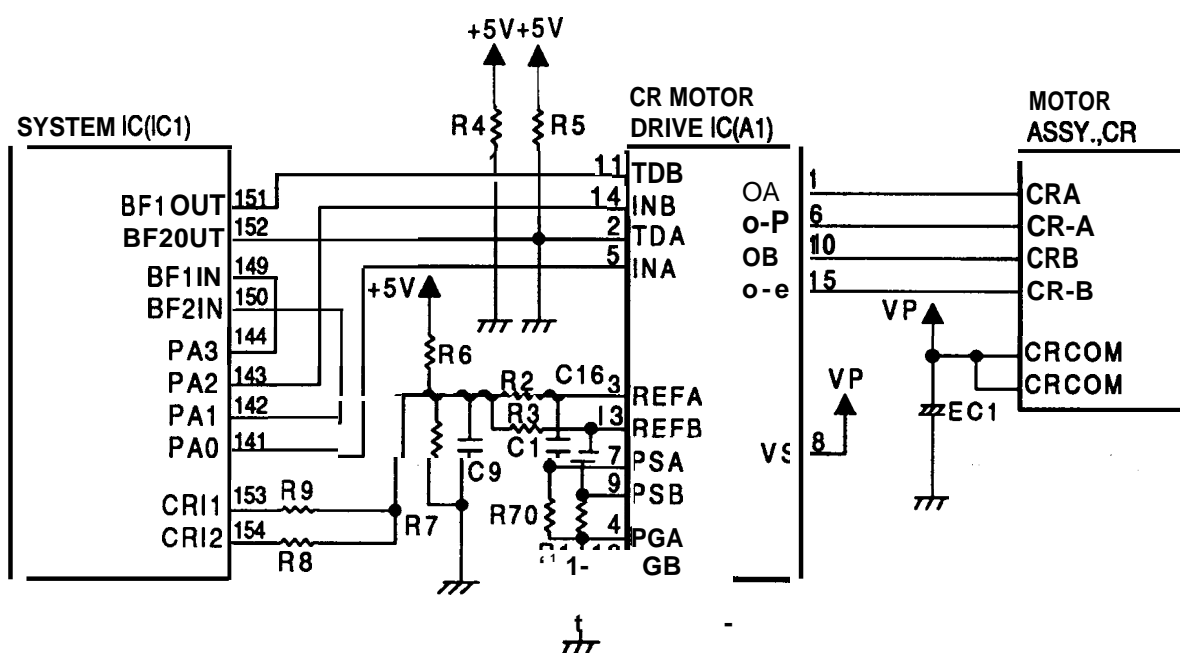 +5V +5V
CR MOTOR
DRIVE IC(A1)
MOTOR
ASSY.,CR
SYSTEM IC(IC1)
R4
R5
BF1OUT 151
BF20UT 152
BF1IN 149
BF2IN 150
PA3 144
PA2 143
PA1 142
PA0 141
CRI1 153 R9
CRI2 154 R8
+5V
R6
R7
C9
R2
C16
R3
C1
R70
11 TDB
14 INB
2 TDA
5 INA
3 REFA
13 REFB
7 PSA
9 PSB
4 PGA
GB
OA 1
o-P 6
OB 10
o-e 15
VS 8
VP
CRA
CR-A
CRB
CR-B
VP
CRCOM
CRCOM
EC1